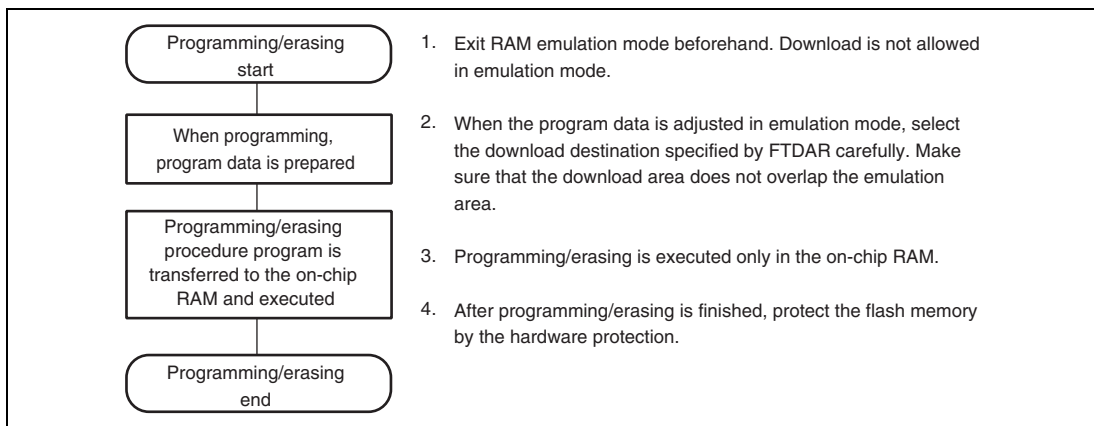 Programming/erasing
start
When programming,
program data is prepared
Programming/erasing
procedure program is
transferred to the on-chip
RAM and executed
Programming/erasing
end
1. Exit RAM emulation mode beforehand. Download is not allowed
in emulation mode.
2. When the program data is adjusted in emulation mode, select
the download destination specified by FTDAR carefully. Make
sure that the download area does not overlap the emulation
area.
3. Programming/erasing is executed only in the on-chip RAM.
4. After programming/erasing is finished, protect the flash memory
by the hardware protection.